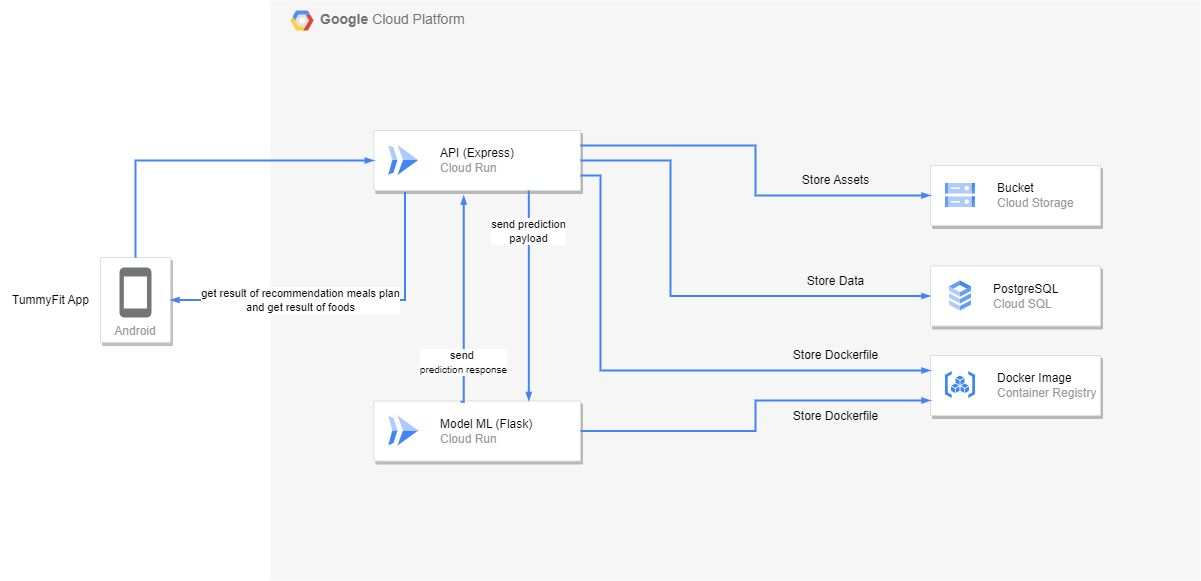 Google Cloud Platform
API (Express)
Cloud Run
Store Assets
Bucket
Cloud Storage
send prediction
payload
TummyFit App
Android
get result of recommendation meals plan
and get result of foods
Store Data
PostgreSQL
Cloud SQL
send
prediction response
Store Dockerfile
Docker Image
Container Registry
Store Dockerfile
Model ML (Flask)
Cloud Run